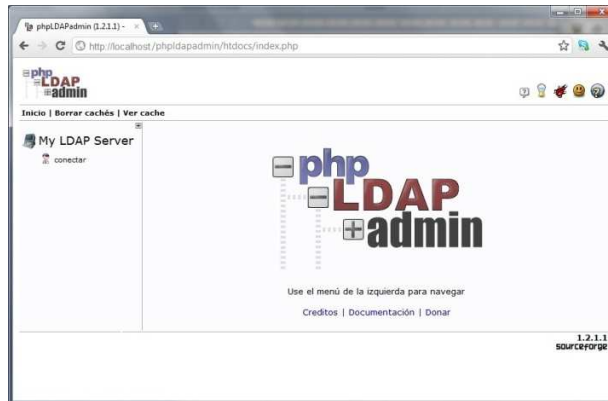 phpLDAPadmin (1.2.1.1) -
http://localhost/phpldapadmin/htdocs/index.php
php
LDAP
admin
Inicio | Borrar cachés | Ver cache
My LDAP Server
conectar
php
LDAP
admin
Use el menú de la izquierda para navegar
Creditos | Documentación | Donar
1.2.1.1
sourceforge